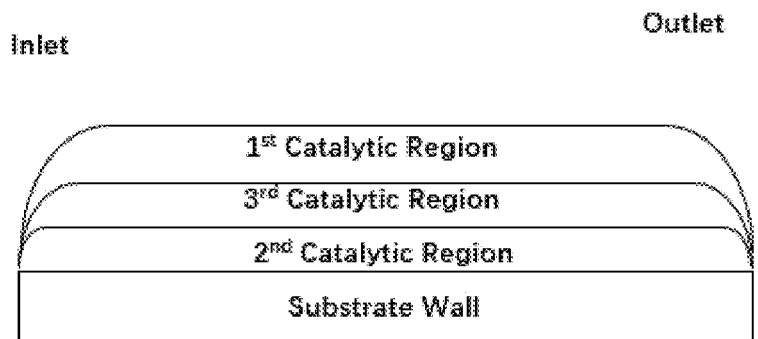 Inlet
Outlet
1st Catalytic Region
3rd Catalytic Region
2nd Catalytic Region
Substrate Wall